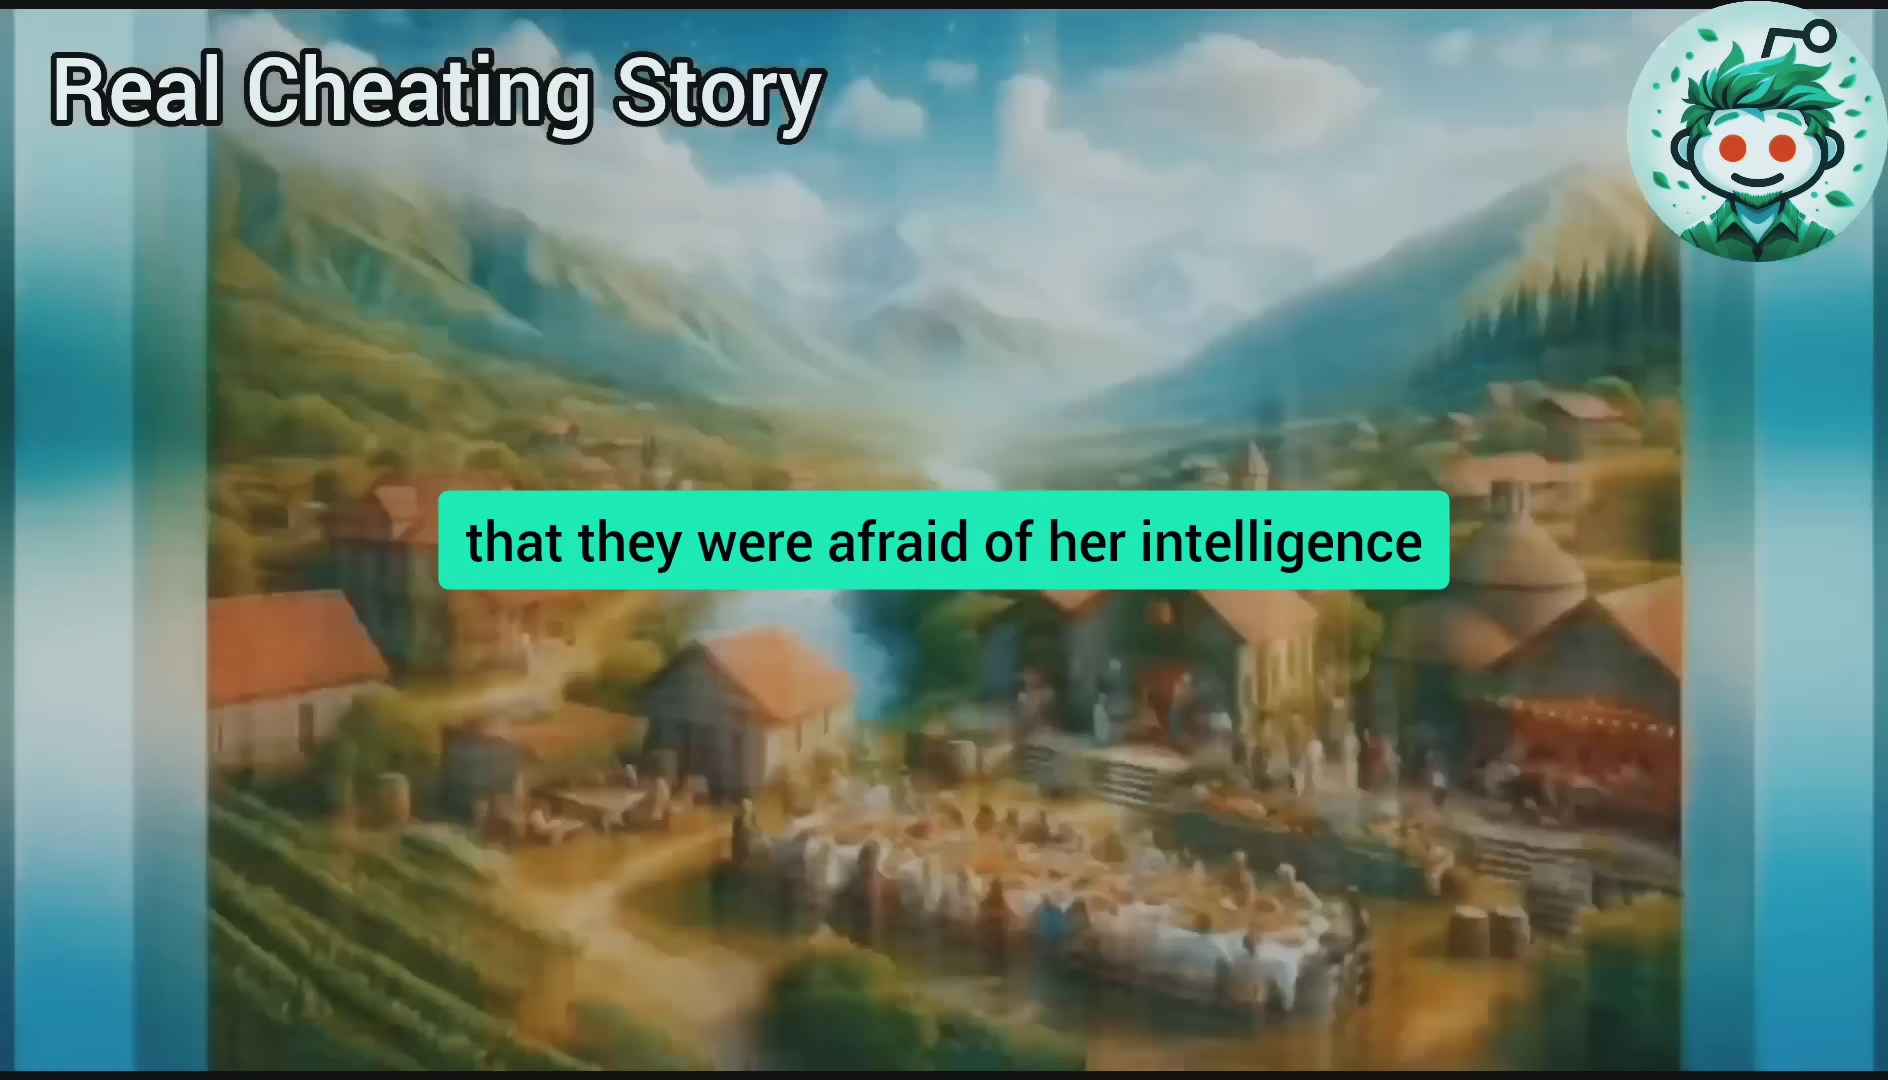 Real Cheating Story
that they were afraid of her intelligence